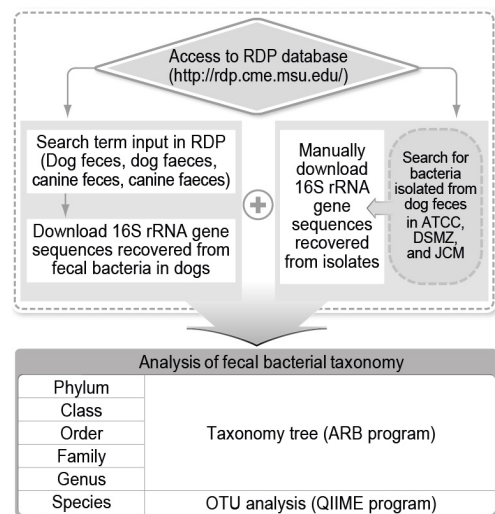 Access to RDP database
(http://rdp.cme.msu.edu/)
Search term input in RDP
(Dog feces, dog faeces,
canine feces, canine faeces)
Download 16S rRNA gene
sequences recovered from
fecal bacteria in dogs
+
Manually
download
16S rRNA
gene
sequences
recovered
from isolates
Search for
bacteria
isolated from
dog feces
in ATCC,
DSMZ,
and JCM
Analysis of fecal bacterial taxonomy
Phylum
Class
Order
Family
Genus
Taxonomy tree (ARB program)
Species
OTU analysis (QIIME program)